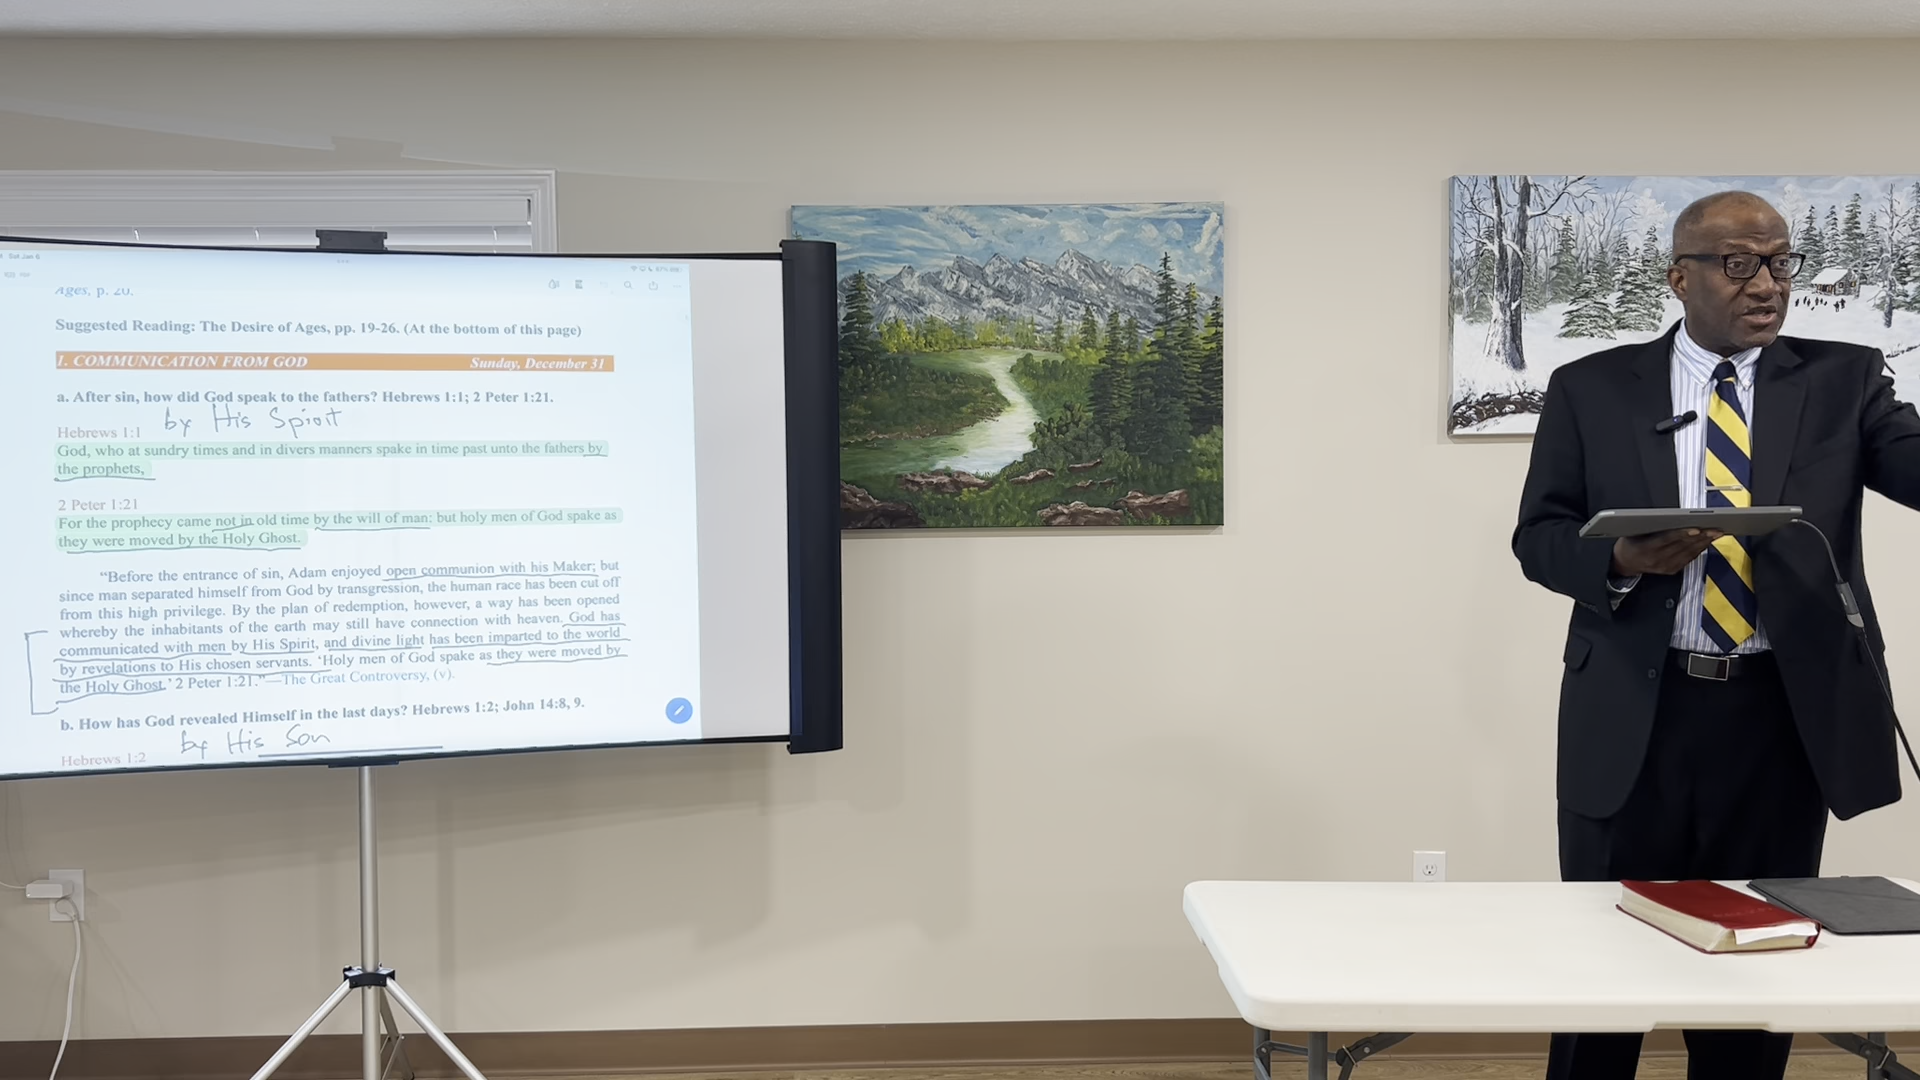 Sat Jan 6
Ages, p. 20.
Suggested Reading: The Desire of Ages, pp. 19-26. (At the bottom of this page)
1. COMMUNICATION FROM GOD Sunday, December 31
a. After sin, how did God speak to the fathers? Hebrews 1:1; 2 Peter 1:21.
by His Spirit
Hebrews 1:1
God, who at sundry times and in divers manners spake in time past unto the fathers by
the prophets,
2 Peter 1:21
For the prophecy came not in old time by the will of man: but holy men of God spake as
they were moved by the Holy Ghost.
“Before the entrance of sin, Adam enjoyed open communion with his Maker; but
since man separated himself from God by transgression, the human race has been cut off
from this high privilege. By the plan of redemption, however, a way has been opened
whereby the inhabitants of the earth may still have connection with heaven. God has
communicated with men by His Spirit, and divine light has been imparted to the world
by revelations to His chosen servants. ‘Holy men of God spake as they were moved by
the Holy Ghost.’ 2 Peter 1:21.”—The Great Controversy, (v).
b. How has God revealed Himself in the last days? Hebrews 1:2; John 14:8, 9.
by His Son
Hebrews 1:2